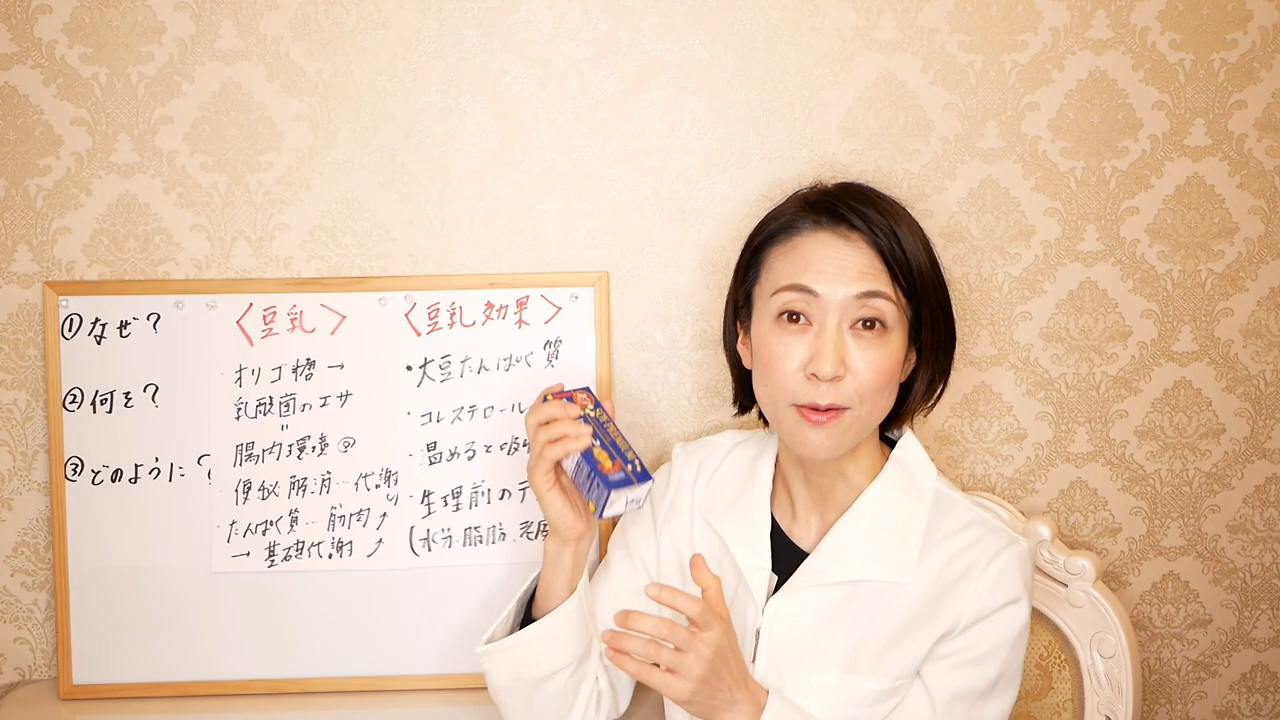 ①なぜ?
②何を?
③どのように?
〈豆乳〉
オリゴ糖→
乳酸菌のエサ
〃
腸内環境
便秘解消…代謝
たんぱく質…筋肉↑
→基礎代謝↑
〈豆乳効果〉
・大豆たんぱく質
・コレステロール
・温めると吸
・生理前の
(水分、脂肪、老